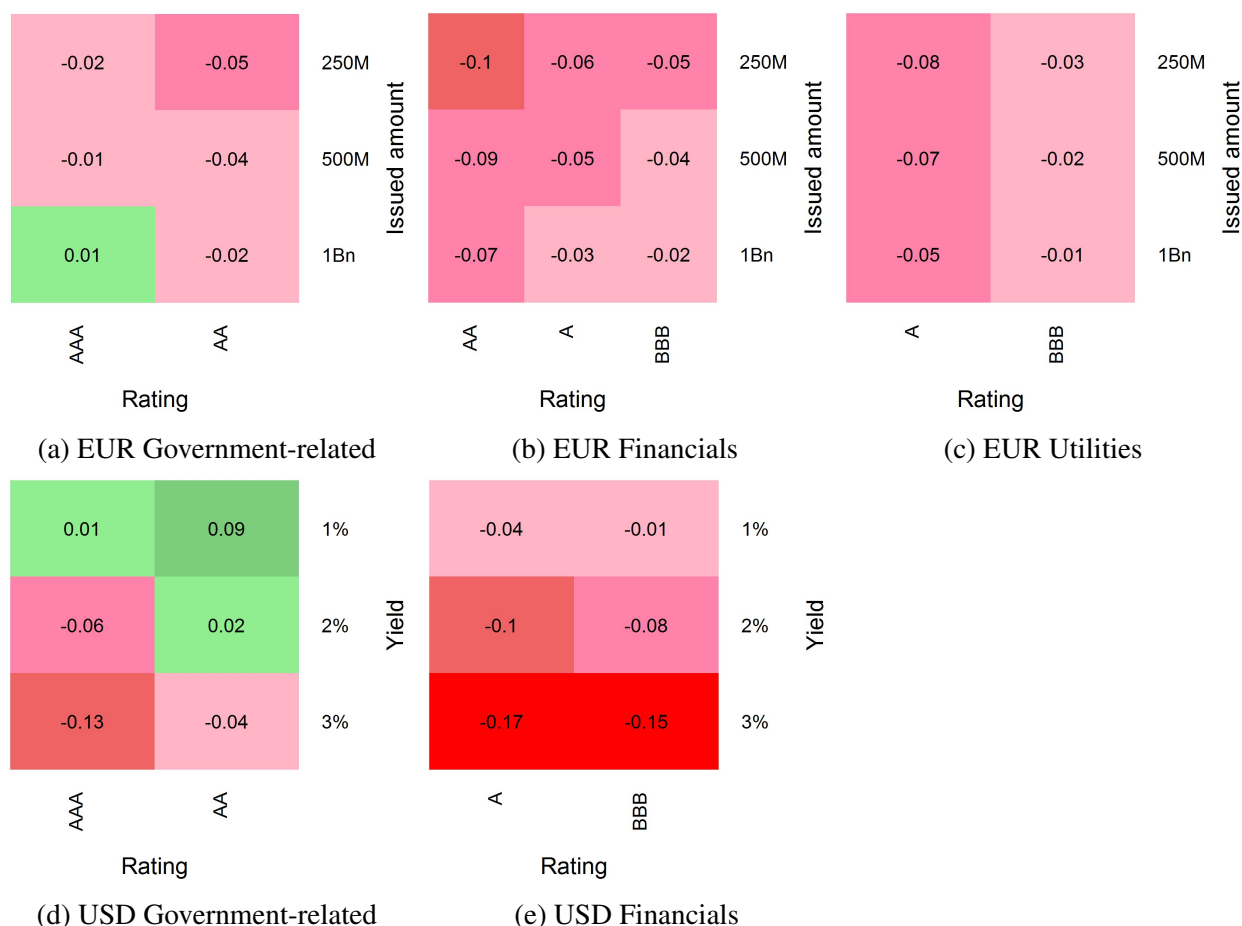 -0.02 -0.05 250M
-0.01 -0.04 500M
0.01 -0.02 1Bn
Issued amount
AAA AA
Rating
(a) EUR Government-related
-0.1 -0.06 -0.05 250M
-0.09 -0.05 -0.04 500M
-0.07 -0.03 -0.02 1Bn
Issued amount
AA A BBB
Rating
(b) EUR Financials
-0.08 -0.03 250M
-0.07 -0.02 500M
-0.05 -0.01 1Bn
Issued amount
A BBB
Rating
(c) EUR Utilities
0.01 0.09 1%
-0.06 0.02 2%
-0.13 -0.04 3%
Yield
AAA AA
Rating
(d) USD Government-related
-0.04 -0.01 1%
-0.1 -0.08 2%
-0.17 -0.15 3%
Yield
A BBB
Rating
(e) USD Financials